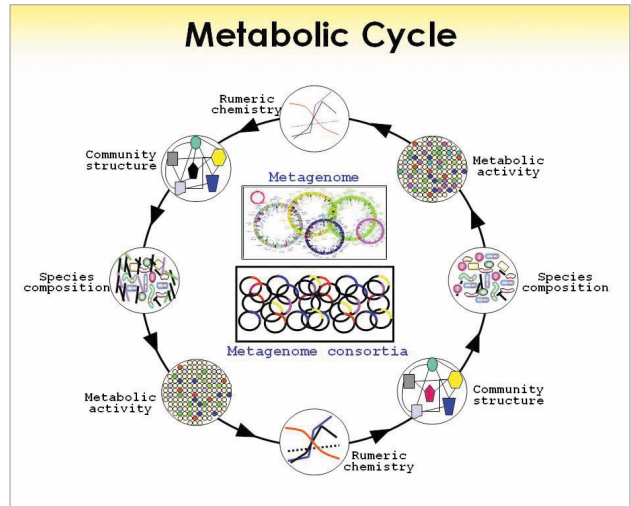 Metabolic Cycle
Rumeric
chemistry
Community
structure
Metabolic
activity
Metagenome
Species
composition
Species
composition
Metagenome consortia
Metabolic
activity
Community
structure
Rumeric
chemistry